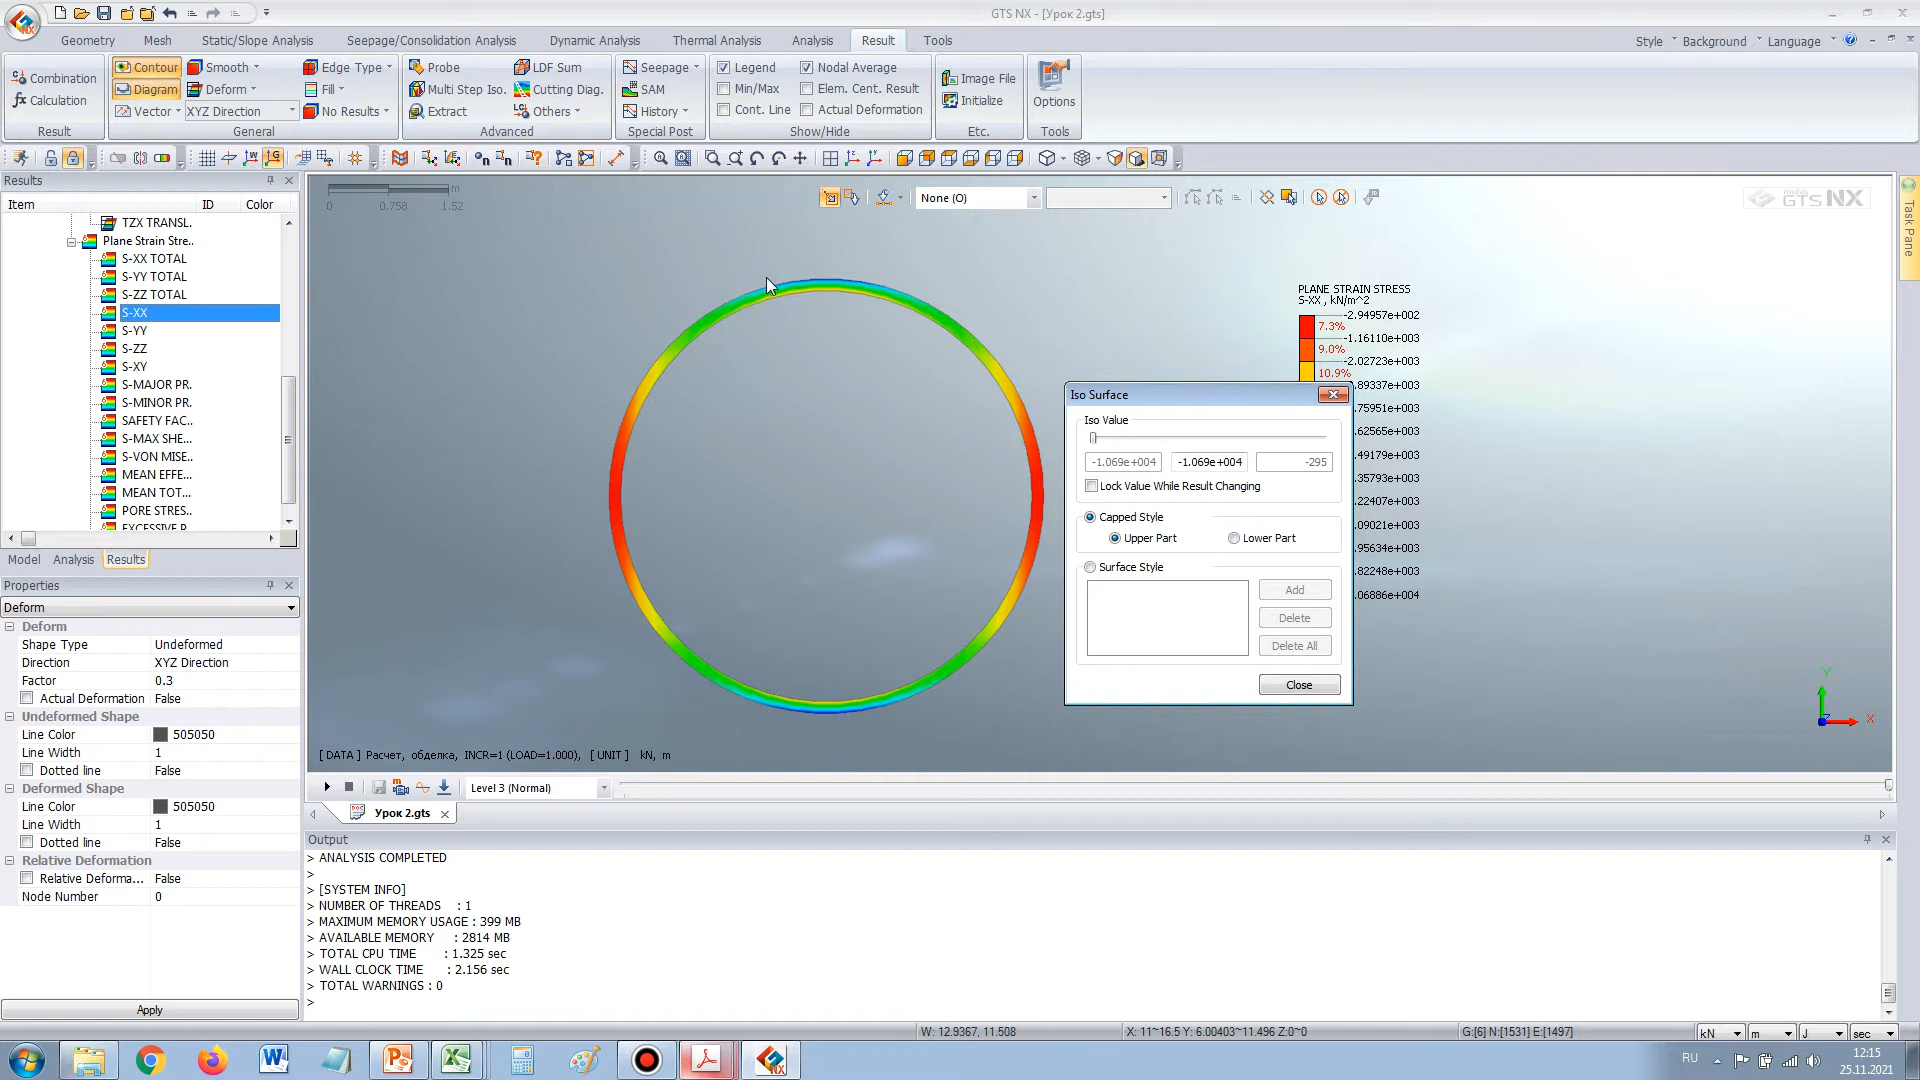 GTS NX - [Урок 2.gts]
Geometry Mesh Static/Slope Analysis Seepage/Consolidation Analysis Dynamic Analysis Thermal Analysis Analysis Result Tools
Style Background Language
Combination
Calculation
Result
Contour Smooth Edge Type
Diagram Deform Fill
Vector XYZ Direction No Results
General
Probe LDF Sum
Multi Step Iso. Cutting Diag.
Extract Others
Advanced
Seepage
SAM
History
Special Post
Legend Nodal Average
Min/Max Elem. Cent. Result
Cont. Line Actual Deformation
Show/Hide
Image File
Initialize
Etc.
Options
Tools
Results
Item ID Color
TZX TRANSL.
Plane Strain Stre..
S-XX TOTAL
S-YY TOTAL
S-ZZ TOTAL
S-XX
S-YY
S-ZZ
S-XY
S-MAJOR PR.
S-MINOR PR.
SAFETY FAC..
S-MAX SHE...
S-VON MISE..
MEAN EFFE...
MEAN TOT...
PORE STRES..
EXCESSIVE P.
Model Analysis Results
Properties
Deform
Deform
Shape Type Undeformed
Direction XYZ Direction
Factor 0.3
Actual Deformation False
Undeformed Shape
Line Color 505050
Line Width 1
Dotted line False
Deformed Shape
Line Color 505050
Line Width 1
Dotted line False
Relative Deformation
Relative Deforma... False
Node Number 0
Apply
m
0 0.758 1.52
None (O)
midas GTS NX
Task Pane
PLANE STRAIN STRESS
S-XX , kN/m^2
-2.94957e+002
7.3%
-1.16110e+003
9.0%
-2.02723e+003
10.9%
.89337e+003
.75951e+003
.62565e+003
.49179e+003
.35793e+003
.22407e+003
.09021e+003
.95634e+003
.82248e+003
.06886e+004
Iso Surface
Iso Value
-1.069e+004 -1.069e+004 -295
Lock Value While Result Changing
Capped Style
Upper Part Lower Part
Surface Style
Add
Delete
Delete All
Close
Y
Z X
[ DATA ] Расчет, обделка, INCR=1 (LOAD=1.000), [ UNIT ] kN, m
Level 3 (Normal)
Урок 2.gts
Output
> ANALYSIS COMPLETED
>
> [SYSTEM INFO]
> NUMBER OF THREADS : 1
> MAXIMUM MEMORY USAGE : 399 MB
> AVAILABLE MEMORY : 2814 MB
> TOTAL CPU TIME : 1.325 sec
> WALL CLOCK TIME : 2.156 sec
> TOTAL WARNINGS : 0
>
W: 12.9367, 11.508 X: 11~16.5 Y: 6.00403~11.496 Z:0~0 G:[6] N:[1531] E:[1497] kN m J sec
RU 12:15
25.11.2021